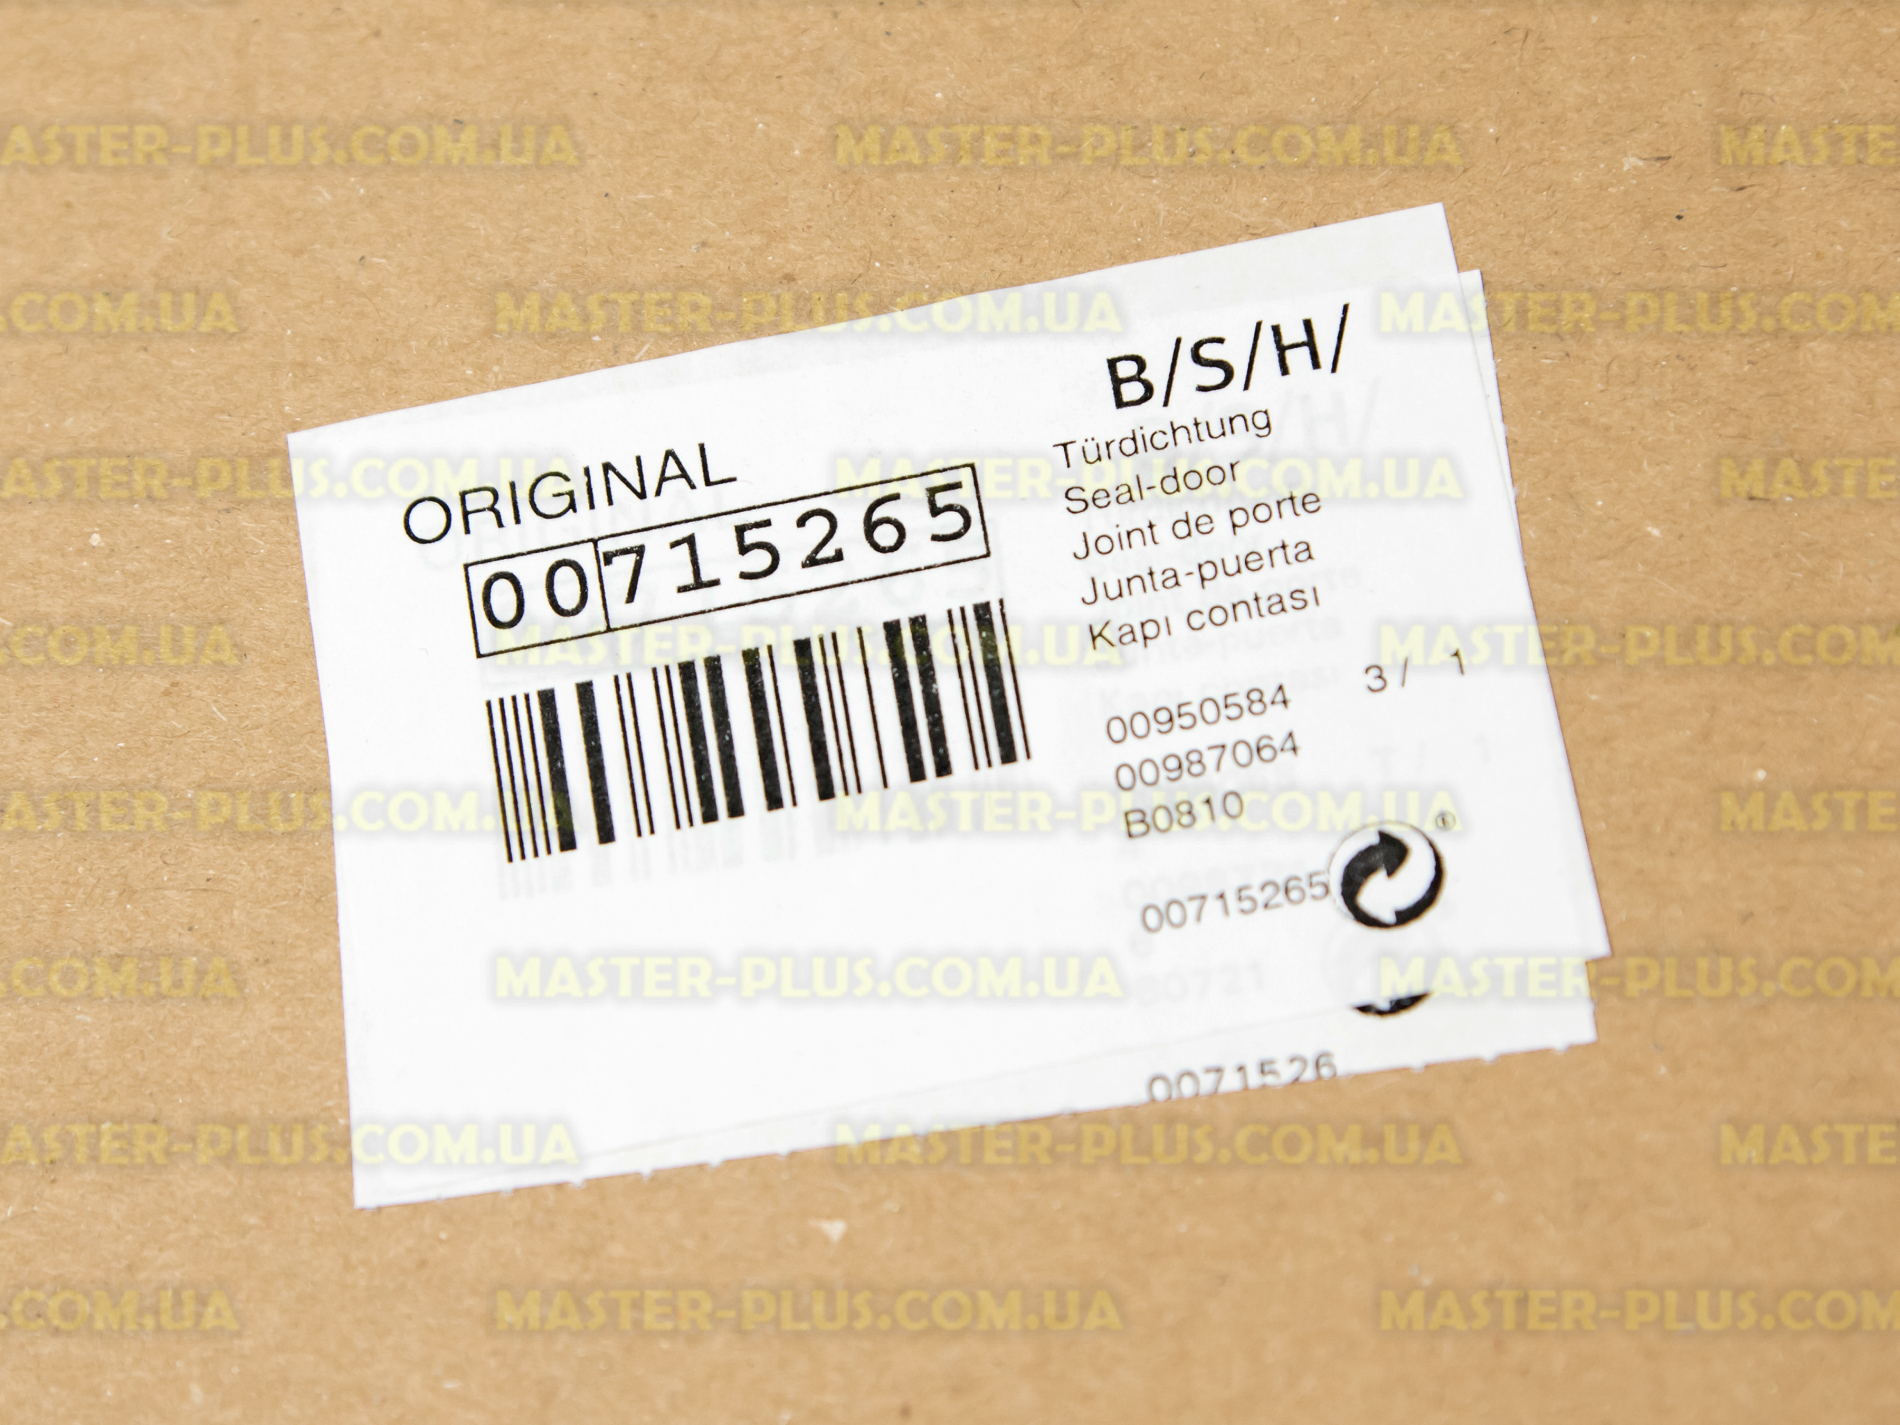 B/S/H/
ORIGINAL
00715265
Türdichtung
Seal-door
Joint de porte
Junta-puerta
Kapı contası
3 / 1
00950584
00987064
B0810
00715265
®
0071526
MASTER-PLUS.COM.UA